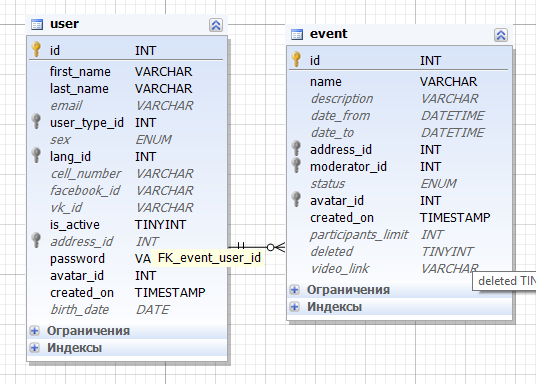 user
id INT
first_name VARCHAR
last_name VARCHAR
email VARCHAR
user_type_id INT
sex ENUM
lang_id INT
cell_number VARCHAR
facebook_id VARCHAR
vk_id VARCHAR
is_active TINYINT
address_id INT
password VA
avatar_id INT
created_on TIMESTAMP
birth_date DATE
Ограничения
Индексы
FK_event_user_id
event
id INT
name VARCHAR
description VARCHAR
date_from DATETIME
date_to DATETIME
address_id INT
moderator_id INT
status ENUM
avatar_id INT
created_on TIMESTAMP
participants_limit INT
deleted TINYINT
video_link VARCHAR
Ограничения
Индексы
deleted TIN